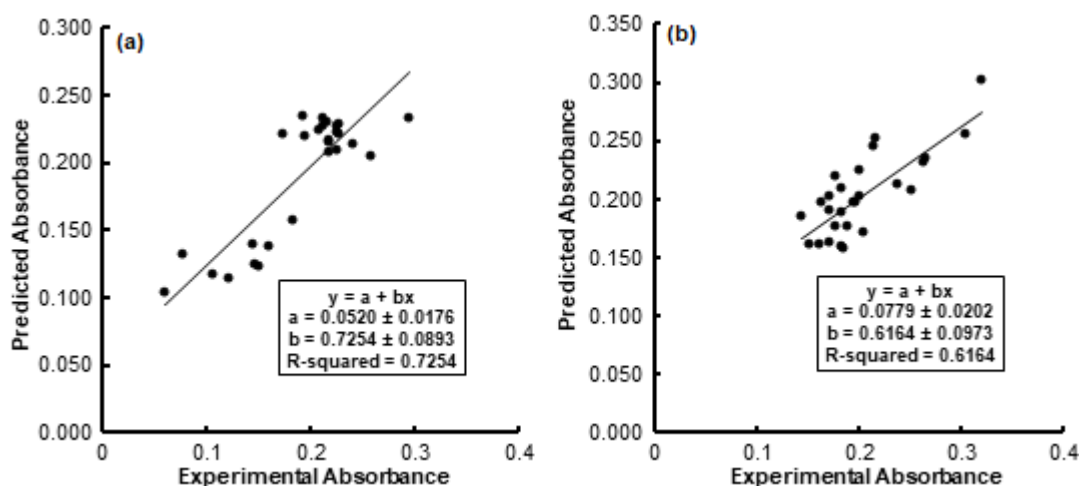 (a)
Predicted Absorbance
0.300
0.250
0.200
0.150
0.100
0.050
0.000
y = a + bx
a = 0.0520 ± 0.0176
b = 0.7254 ± 0.0893
R-squared = 0.7254
0
0.1
0.2
0.3
0.4
Experimental Absorbance
(b)
Predicted Absorbance
0.350
0.300
0.250
0.200
0.150
0.100
0.050
0.000
y = a + bx
a = 0.0779 ± 0.0202
b = 0.6164 ± 0.0973
R-squared = 0.6164
0
0.1
0.2
0.3
0.4
Experimental Absorbance